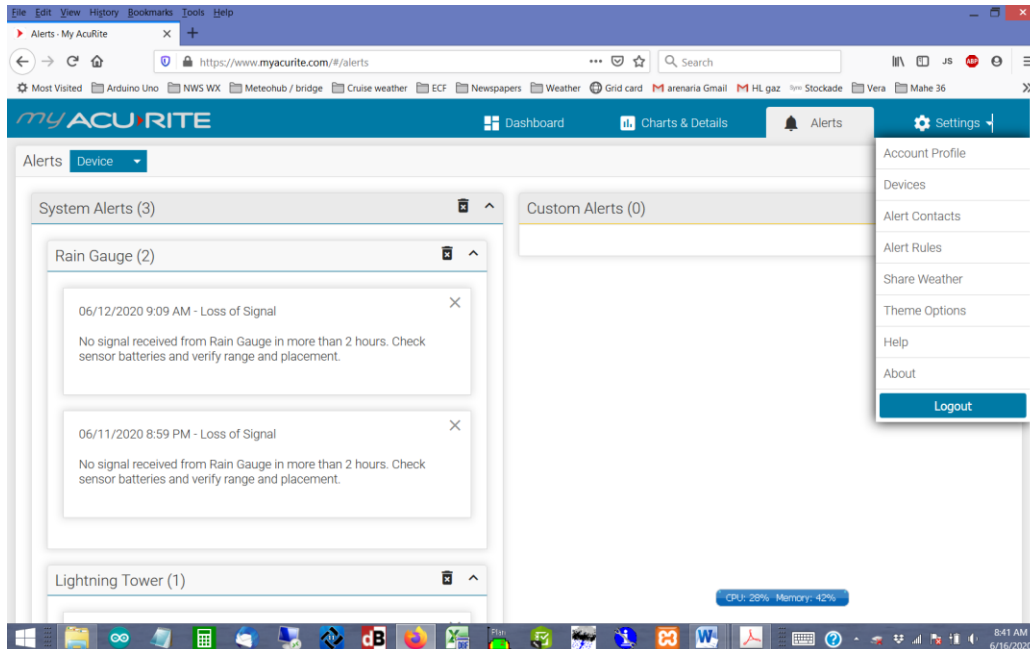 File Edit View History Bookmarks Tools Help
Alerts - My AcuRite
https://www.myacurite.com/#/alerts
Search
JS ABP
Most Visited Arduino Uno NWS WX Meteohub / bridge Cruise weather ECF Newspapers Weather Grid card arenaria Gmail HL gaz Stockade Vera Mahe 36
MY ACURITE
Dashboard Charts & Details Alerts Settings
Alerts Device
Account Profile
Devices
Alert Contacts
Alert Rules
Share Weather
Theme Options
Help
About
Logout
System Alerts (3)
Custom Alerts (0)
Rain Gauge (2)
06/12/2020 9:09 AM - Loss of Signal
No signal received from Rain Gauge in more than 2 hours. Check
sensor batteries and verify range and placement.
06/11/2020 8:59 PM - Loss of Signal
No signal received from Rain Gauge in more than 2 hours. Check
sensor batteries and verify range and placement.
Lightning Tower (1)
CPU: 28% Memory: 42%
dB
Plan
8:41 AM